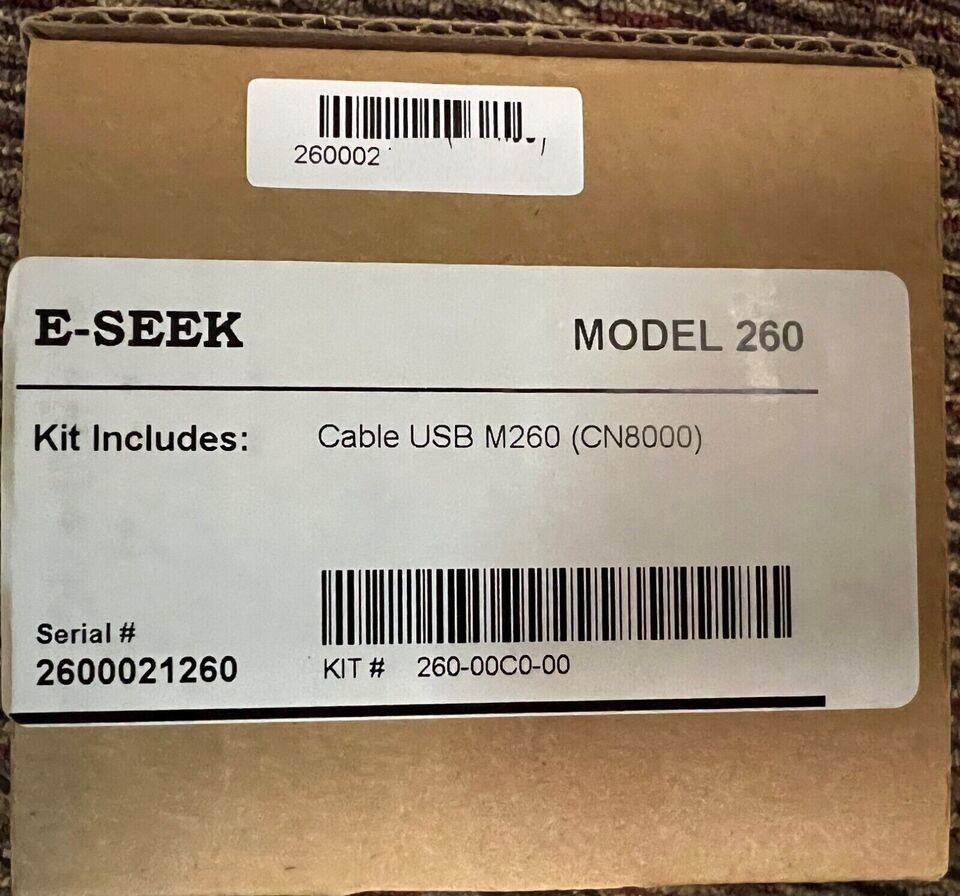 260002
E-SEEK
MODEL 260
Kit Includes: Cable USB M260 (CN8000)
Serial #
2600021260
KIT # 260-00C0-00